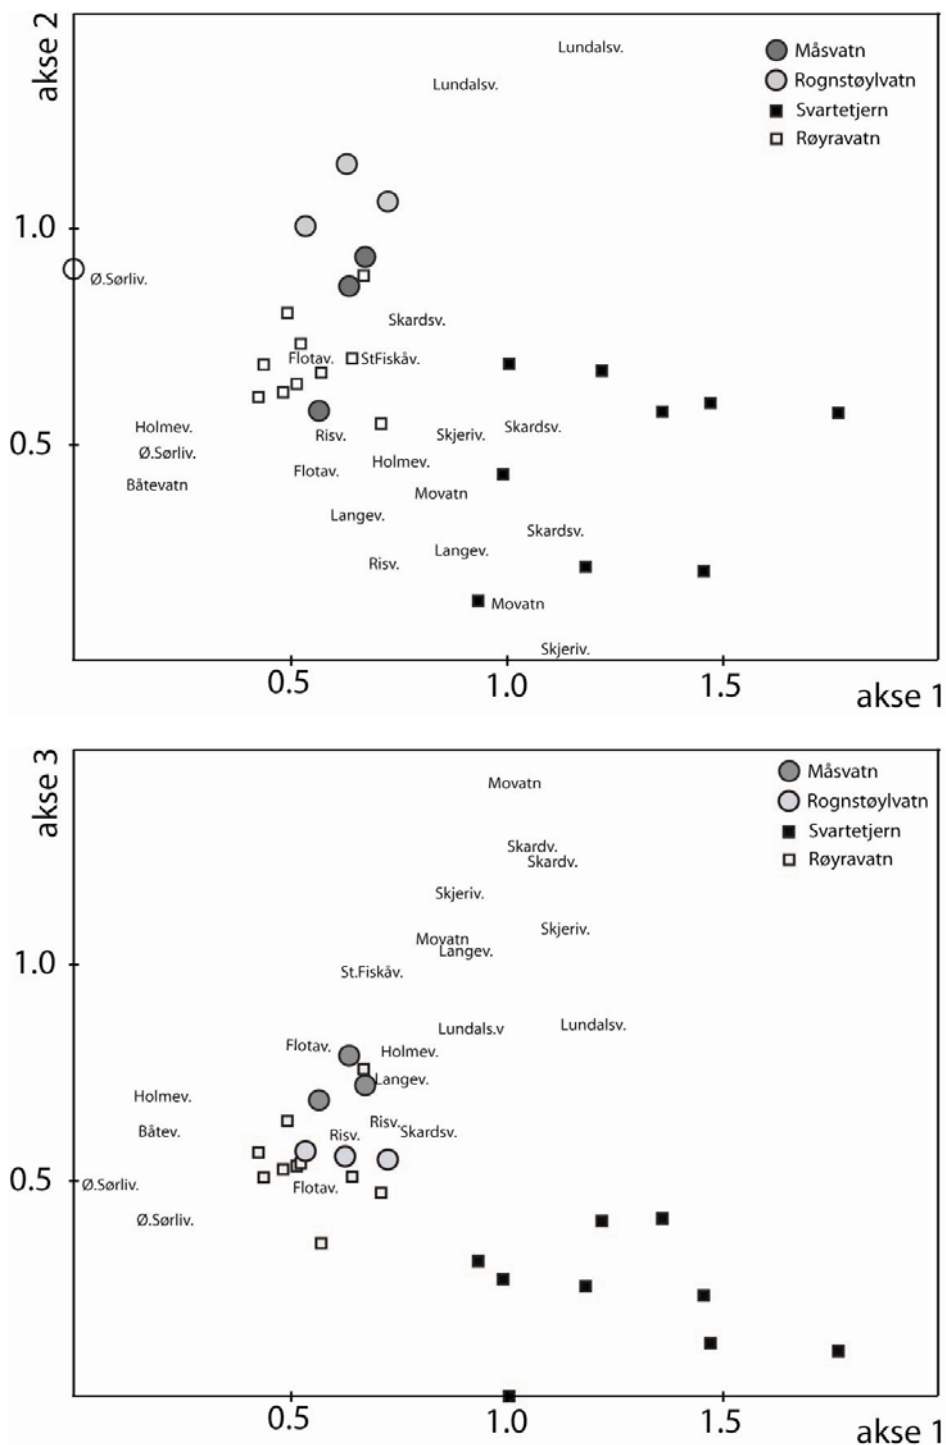 akse 2
Lundalsv.
Lundalsv.
Måsvatn
Rognstøylvatn
Svartetjern
Røyravatn
1.0
Ø.Sørliv.
Skardsv.
Flotav.
StFiskåv.
Holmev.
Risv.
Skjeriv.
Skardsv.
0.5
Ø.Sørliv.
Flotav.
Holmev.
Båtevatn
Movatn
Langev.
Skardsv.
Langev.
Risv.
Movatn
Skjeriv.
0.5
1.0
1.5
akse 1
akse 3
Måsvatn
Rognstøylvatn
Svartetjern
Røyravatn
Movatn
Skardv.
Skardv.
Skjeriv.
Skjeriv.
Movatn
Langev.
1.0
St.Fiskåv.
Lundals.v
Lundalsv.
Flotav.
Holmev.
Langev.
Holmev.
Risv.
Båtev.
Risv.
Skardsv.
0.5
Ø.Sørliv.
Flotav.
Ø.Sørliv.
0.5
1.0
1.5
akse 1